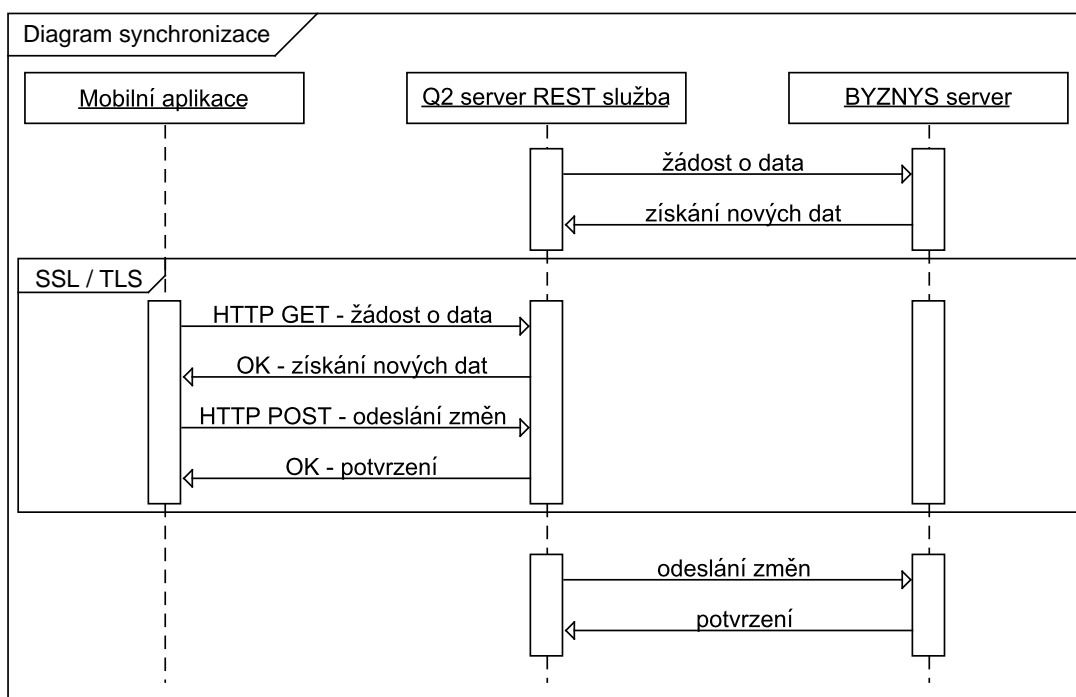 Diagram synchronizace
Mobilní aplikace
Q2 server REST služba
BYZNYS server
žádost o data
získání nových dat
SSL / TLS
HTTP GET - žádost o data
OK - získání nových dat
HTTP POST - odeslání změn
OK - potvrzení
odeslání změn
potvrzení